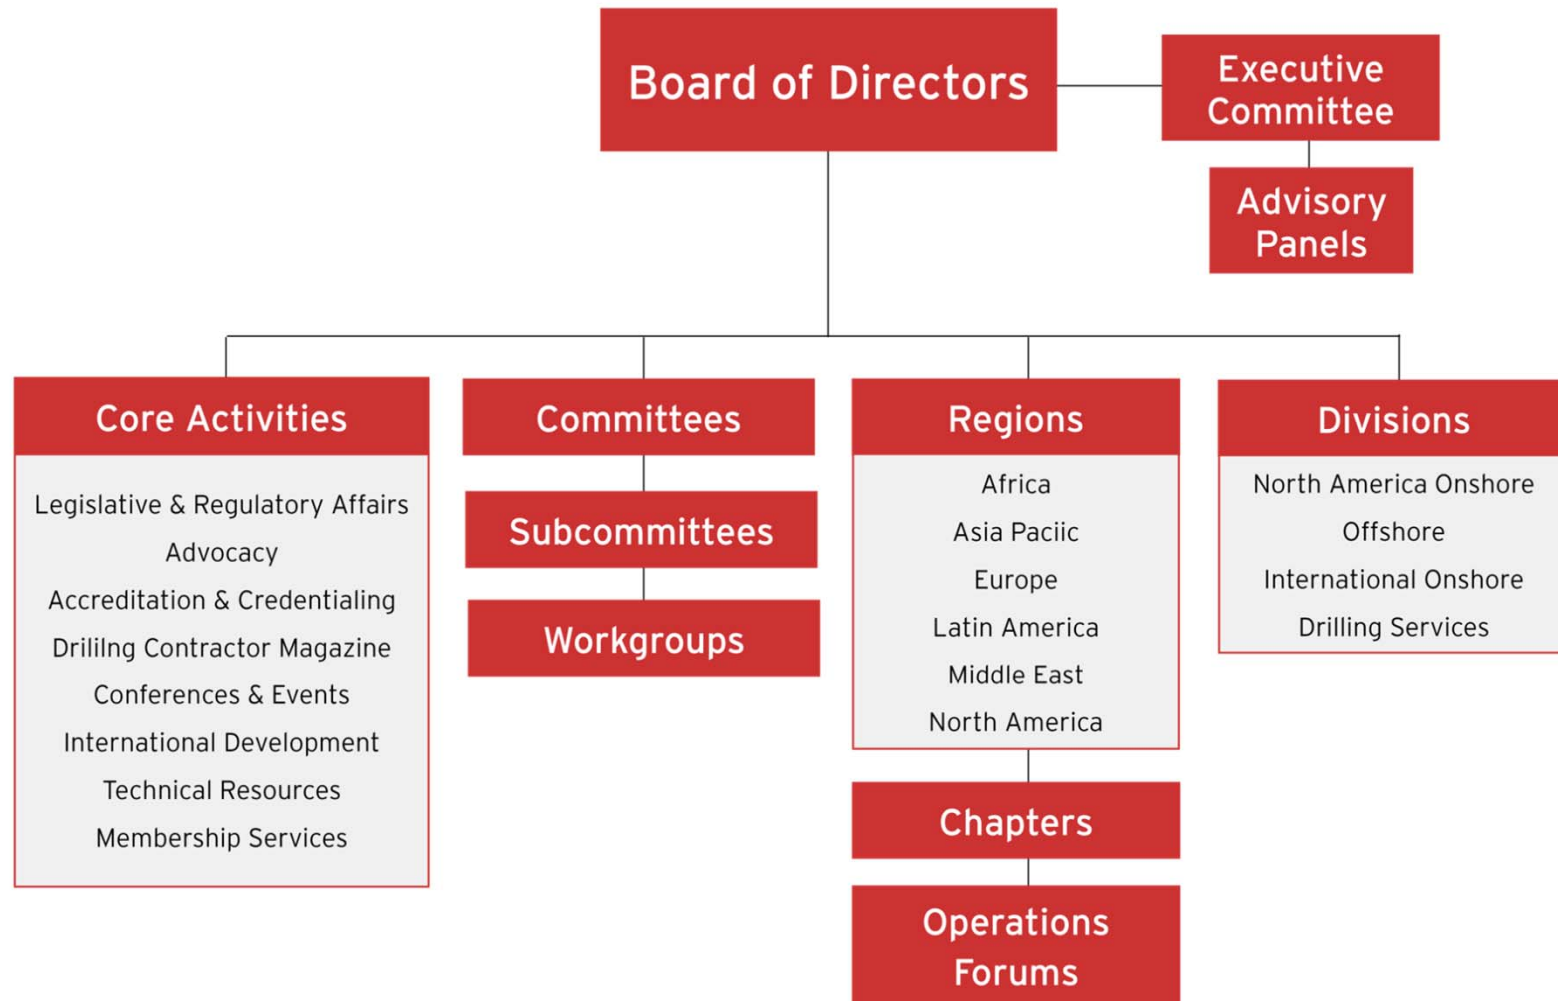 Board of Directors
Executive
Committee
Advisory
Panels
Core Activities
Legislative & Regulatory Affairs
Advocacy
Accreditation & Credentialing
Drililng Contractor Magazine
Conferences & Events
International Development
Technical Resources
Membership Services
Committees
Subcommittees
Workgroups
Regions
Africa
Asia Paciic
Europe
Latin America
Middle East
North America
Chapters
Operations
Forums
Divisions
North America Onshore
Offshore
International Onshore
Drilling Services